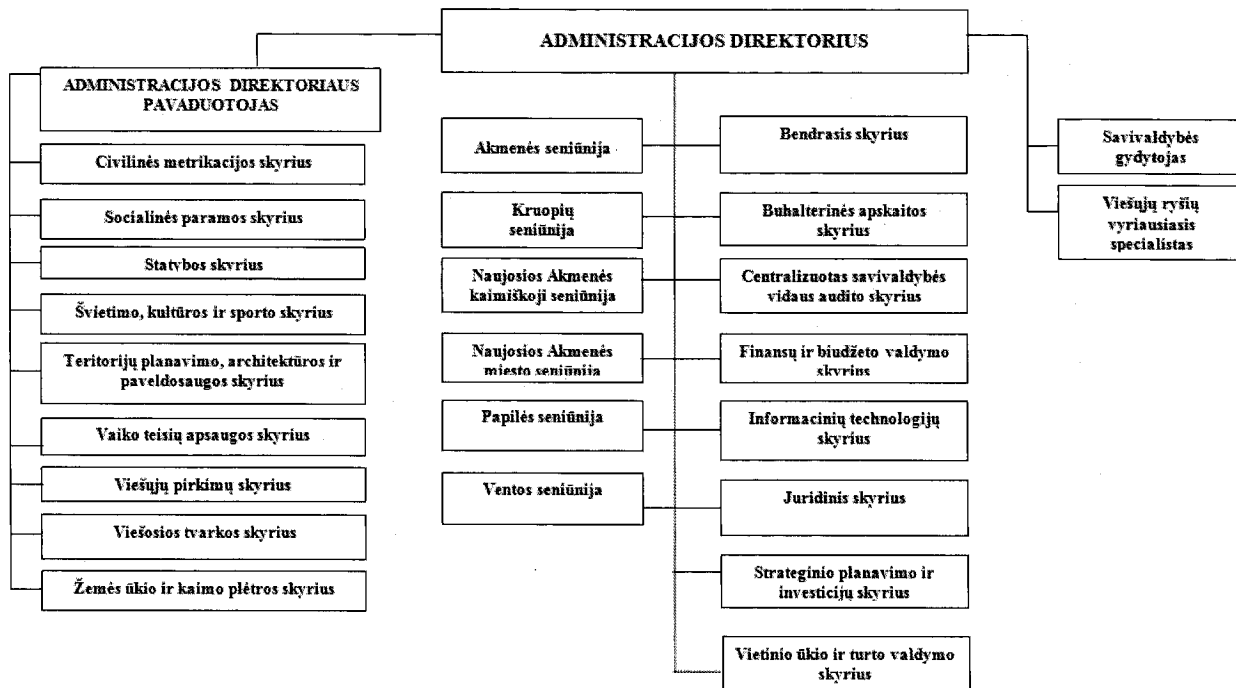 ADMINISTRACIJOS DIREKTORIUS
ADMINISTRACIJOS DIREKTORIAUS
PAVADUOTOJAS
Civilinės metrikacijos skyrius
Socialinės paramos skyrius
Statybos skyrius
Švietimo, kultūros ir sporto skyrius
Teritorijų planavimo, architektūros ir
paveldosaugos skyrius
Vaiko teisių apsaugos skyrius
Viešųjų pirkimų skyrius
Viešosios tvarkos skyrius
Žemės ūkio ir kaimo plėtros skyrius
Akmenės seniūnija
Kruopių
seniūnija
Naujosios Akmenės
kaimiškoji seniūnija
Naujosios Akmenės
miesto seniūnija
Papilės seniūnija
Ventos seniūnija
Bendrasis skyrius
Buhalterinės apskaitos
skyrius
Centralizuotas savivaldybės
vidaus audito skyrius
Finansų ir biudžeto valdymo
skyrius
Informacinių technologijų
skyrius
Juridinis skyrius
Strateginio planavimo ir
investicijų skyrius
Vietinio ūkio ir turto valdymo
skyrius
Savivaldybės
gydytojas
Viešųjų ryšių
vyriausiasis
specialistas